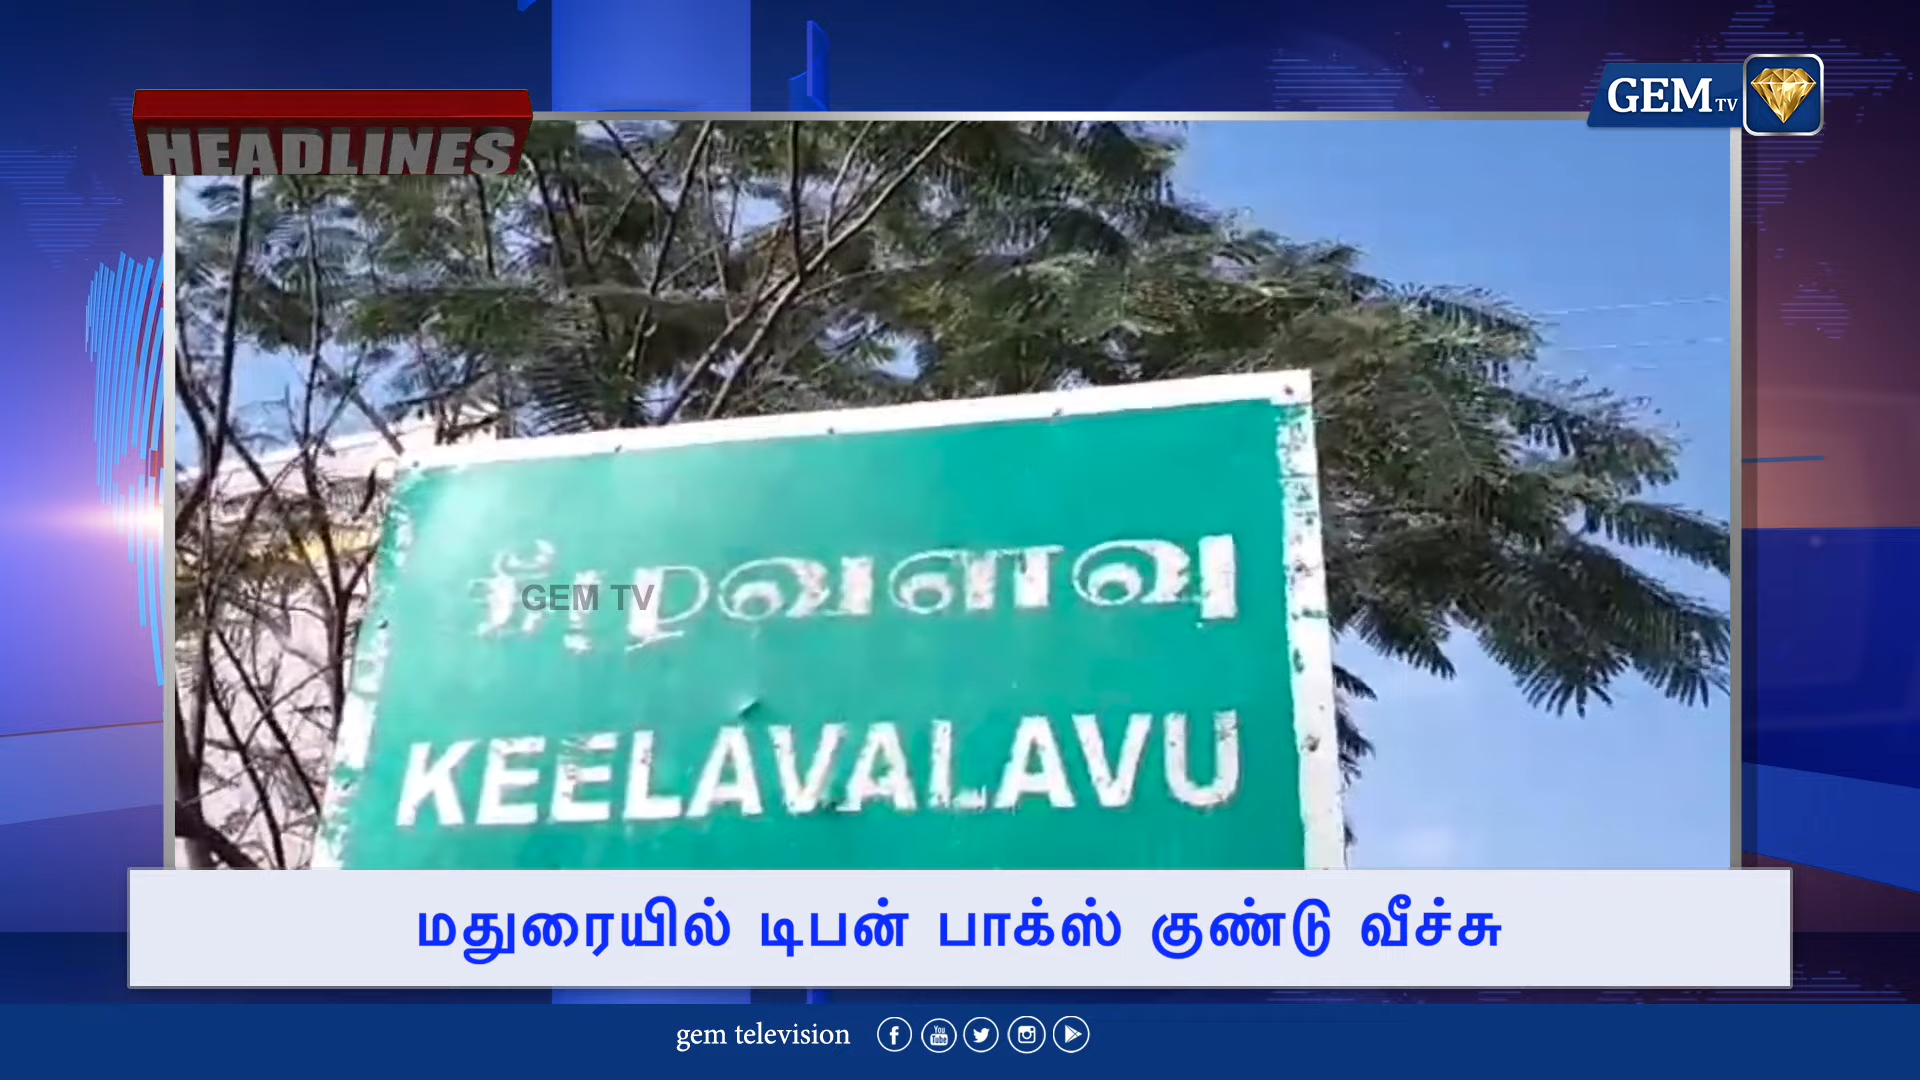 GEM TV
HEADLINES
கீழவளவு
GEM TV
KEELAVALAVU
மதுரையில் டிபன் பாக்ஸ் குண்டு வீச்சு
gem television